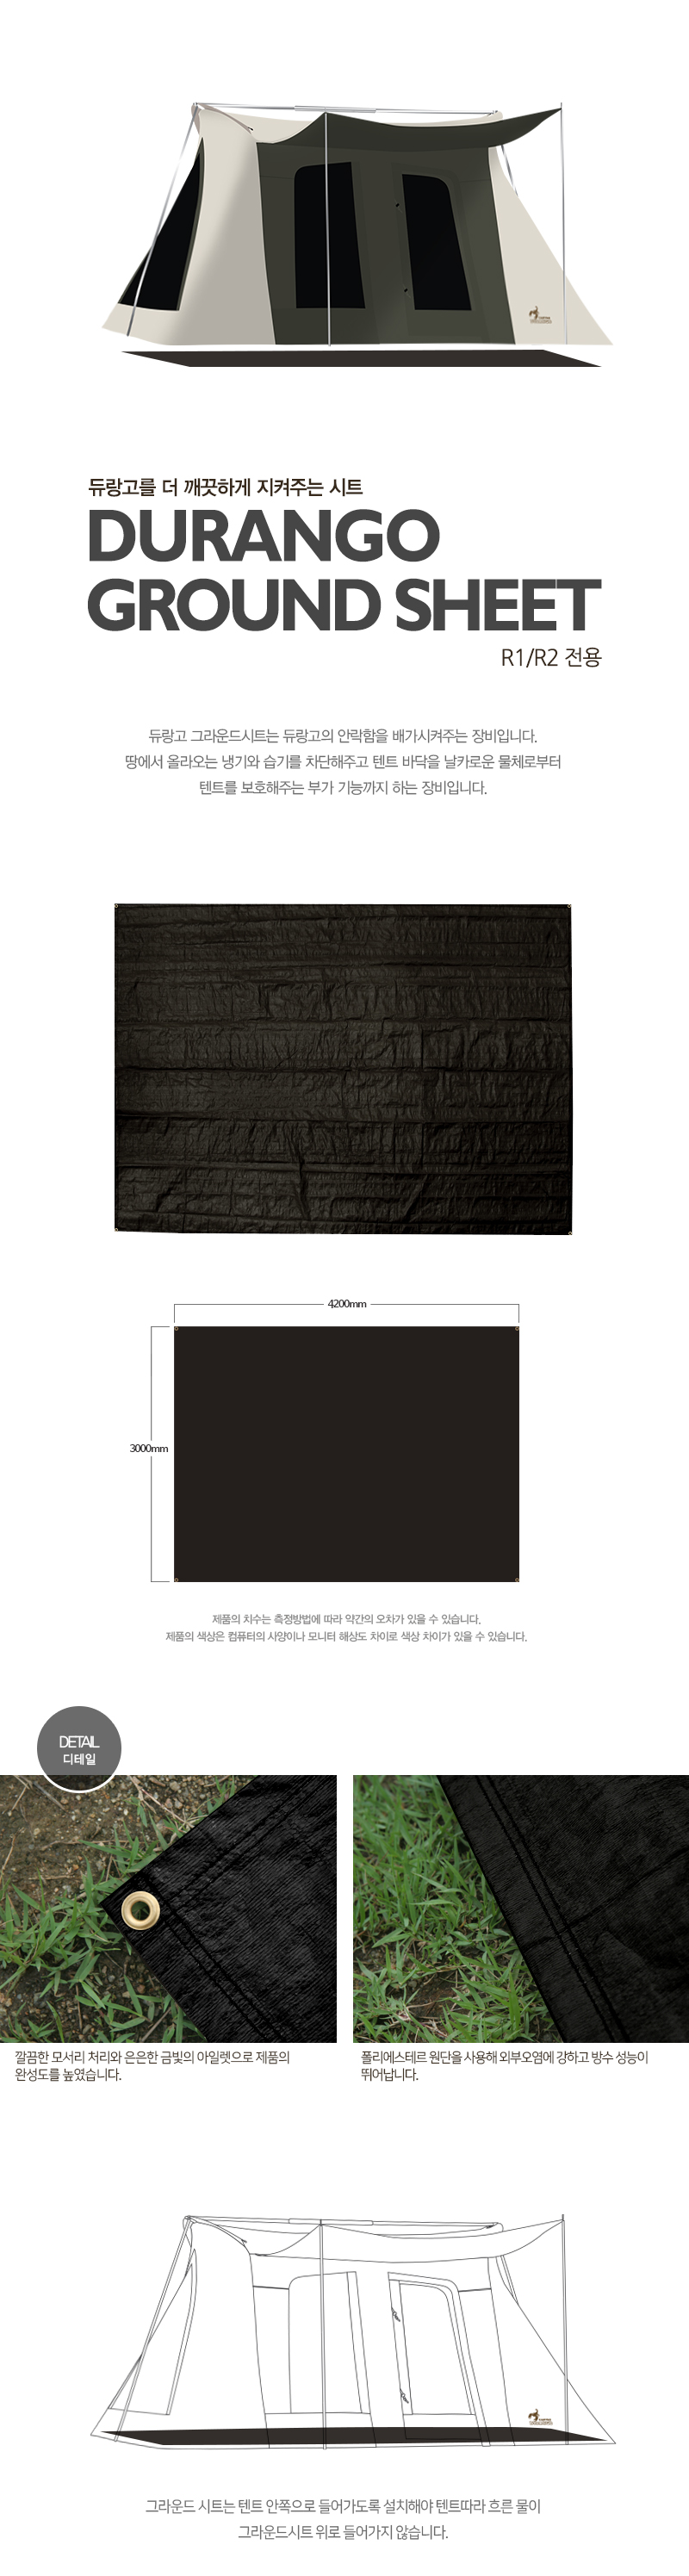 듀랑고를 더 깨끗하게 지켜주는 시트
DURANGO
GROUND SHEET
R1/R2 전용
듀랑고 그라운드시트는 듀랑고의 안락함을 배가시켜주는 장비입니다.
땅에서 올라오는 냉기와 습기를 차단해주고 텐트 바닥을 날카로운 물체로부터
텐트를 보호해주는 부가 기능까지 하는 장비입니다.
4200mm
3000mm
제품의 치수는 측정방법에 따라 약간의 오차가 있을 수 있습니다.
제품의 색상은 컴퓨터의 사양이나 모니터 해상도 차이로 색상 차이가 있을 수 있습니다.
DETAIL
디테일
깔끔한 모서리 처리와 은은한 금빛의 아일렛으로 제품의
완성도를 높였습니다.
폴리에스테르 원단을 사용해 외부오염에 강하고 방수 성능이
뛰어납니다.
그라운드 시트는 텐트 안쪽으로 들어가도록 설치해야 텐트따라 흐른 물이
그라운드시트 위로 들어가지 않습니다.